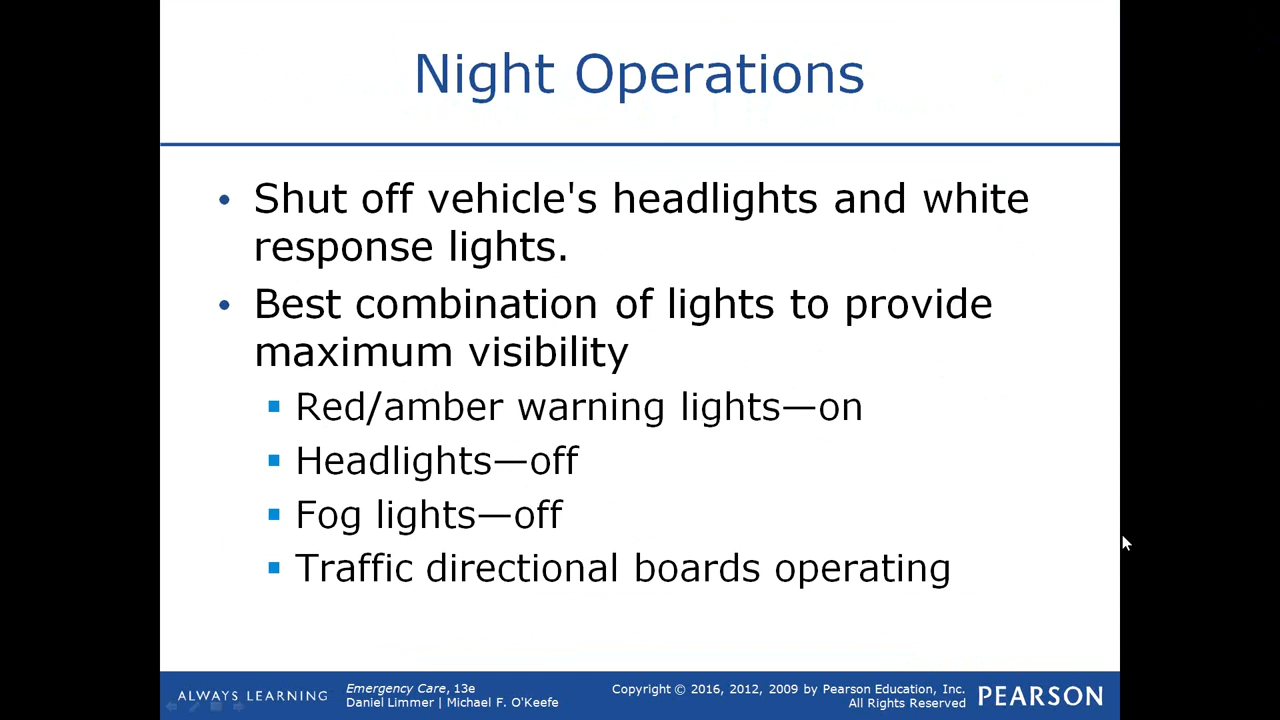 Night Operations
• Shut off vehicle's headlights and white
response lights.
• Best combination of lights to provide
maximum visibility
▪ Red/amber warning lights—on
▪ Headlights—off
▪ Fog lights—off
▪ Traffic directional boards operating
ALWAYS LEARNING
Emergency Care, 13e
Daniel Limmer | Michael F. O'Keefe
Copyright © 2016, 2012, 2009 by Pearson Education, Inc.
All Rights Reserved
PEARSON